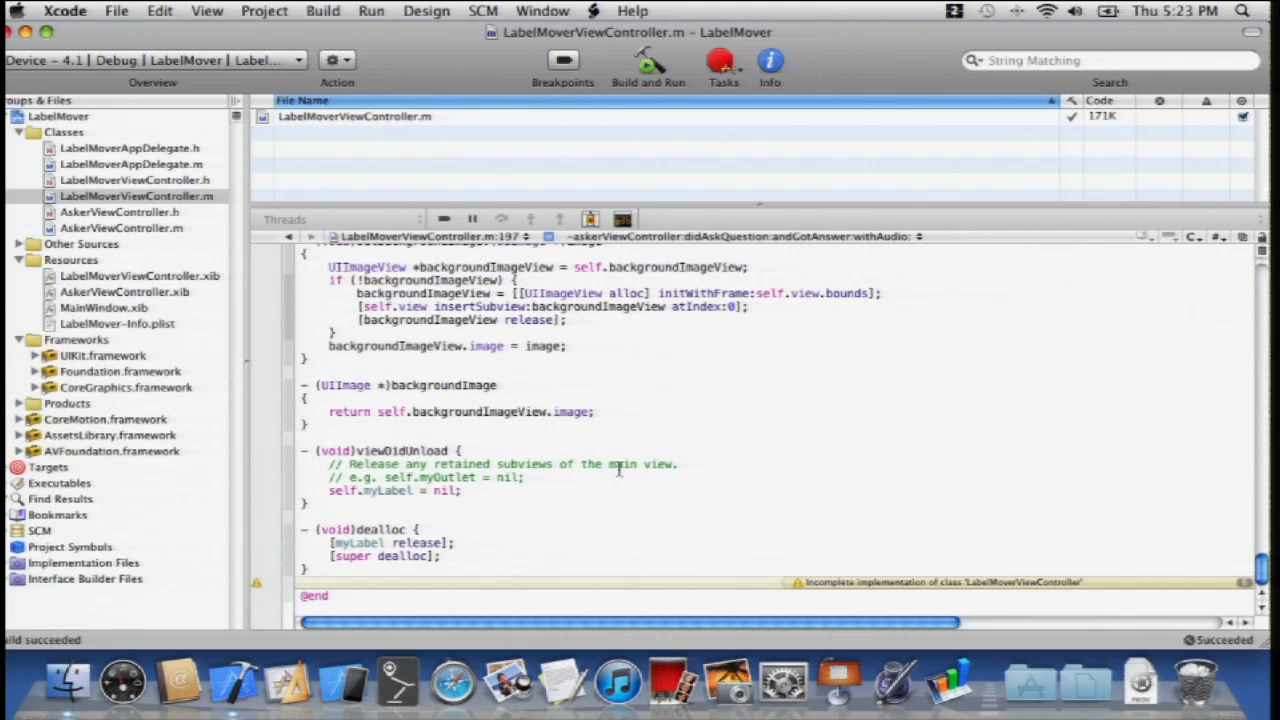 Xcode File Edit View Project Build Run Design SCM Window Help Thu 5:23 PM
LabelMoverViewController.m – LabelMover
Device - 4.1 | Debug | LabelMover | Label...
String Matching
Overview Action Breakpoints Build and Run Tasks Info Search
oups & Files File Name Code
LabelMover LabelMoverViewController.m 171K
Classes
LabelMoverAppDelegate.h
LabelMoverAppDelegate.m
LabelMoverViewController.h
LabelMoverViewController.m
AskerViewController.h
AskerViewController.m
Other Sources
Resources
LabelMoverViewController.xib
AskerViewController.xib
MainWindow.xib
LabelMover-Info.plist
Frameworks
UIKit.framework
Foundation.framework
CoreGraphics.framework
Products
CoreMotion.framework
AssetsLibrary.framework
AVFoundation.framework
Targets
Executables
Find Results
Bookmarks
SCM
Project Symbols
Implementation Files
Interface Builder Files
Threads
LabelMoverViewController.m:197 -askerViewController:didAskQuestion:andGotAnswer:withAudio: C #
{
UIImageView *backgroundImageView = self.backgroundImageView;
if (!backgroundImageView) {
backgroundImageView = [[UIImageView alloc] initWithFrame:self.view.bounds];
[self.view insertSubview:backgroundImageView atIndex:0];
[backgroundImageView release];
}
backgroundImageView.image = image;
}
- (UIImage *)backgroundImage
{
return self.backgroundImageView.image;
}
- (void)viewDidUnload {
// Release any retained subviews of the main view.
// e.g. self.myOutlet = nil;
self.myLabel = nil;
}
- (void)dealloc {
[myLabel release];
[super dealloc];
}
Incomplete implementation of class 'LabelMoverViewController'
@end
uild succeeded Succeeded